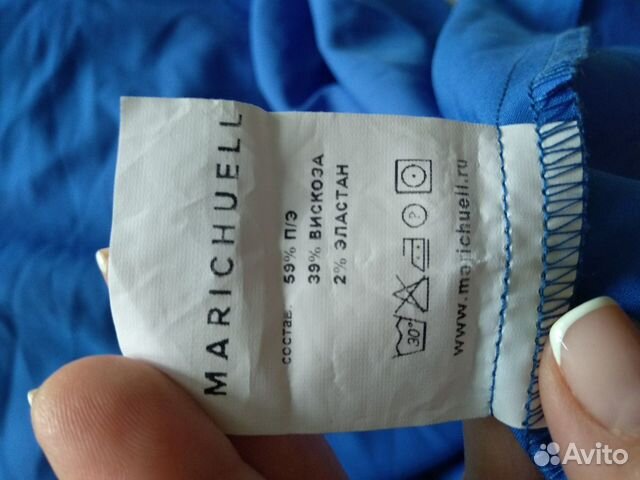 MARICHUELL
состав:
59% П/Э
39% ВИСКОЗА
2% ЭЛАСТАН
30°
www.marichuell.ru
Avito